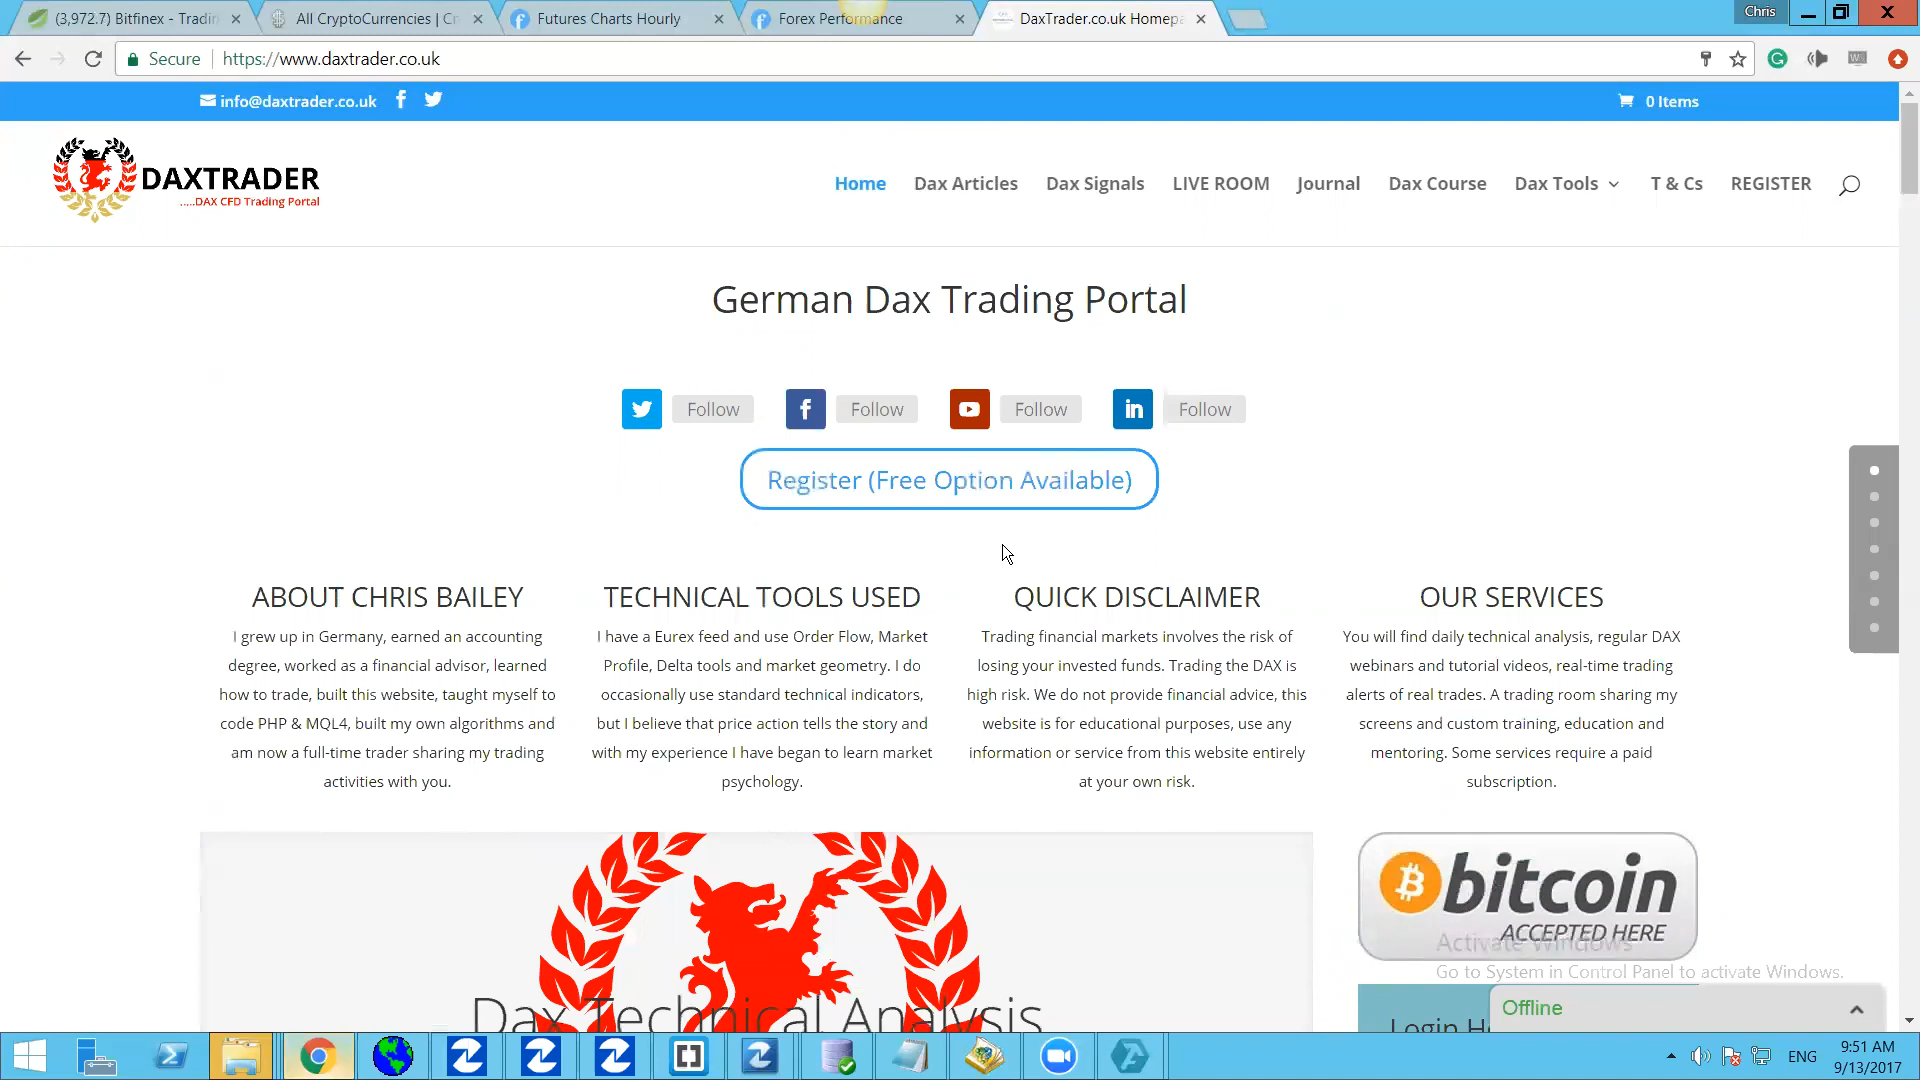 (3,972.7) Bitfinex - Tradin
All CryptoCurrencies | Cr
Futures Charts Hourly
Forex Performance
DaxTrader.co.uk Homepa
Chris
Secure
https://www.daxtrader.co.uk
info@daxtrader.co.uk
0 Items
DAXTRADER
.....DAX CFD Trading Portal
Home
Dax Articles
Dax Signals
LIVE ROOM
Journal
Dax Course
Dax Tools
T & Cs
REGISTER
German Dax Trading Portal
Follow
Follow
Follow
Follow
Register (Free Option Available)
ABOUT CHRIS BAILEY
I grew up in Germany, earned an accounting
degree, worked as a financial advisor, learned
how to trade, built this website, taught myself to
code PHP & MQL4, built my own algorithms and
am now a full-time trader sharing my trading
activities with you.
TECHNICAL TOOLS USED
I have a Eurex feed and use Order Flow, Market
Profile, Delta tools and market geometry. I do
occasionally use standard technical indicators,
but I believe that price action tells the story and
with my experience I have began to learn market
psychology.
QUICK DISCLAIMER
Trading financial markets involves the risk of
losing your invested funds. Trading the DAX is
high risk. We do not provide financial advice, this
website is for educational purposes, use any
information or service from this website entirely
at your own risk.
OUR SERVICES
You will find daily technical analysis, regular DAX
webinars and tutorial videos, real-time trading
alerts of real trades. A trading room sharing my
screens and custom training, education and
mentoring. Some services require a paid
subscription.
Dax Technical Analysis
bitcoin
ACCEPTED HERE
Activate Windows
Go to System in Control Panel to activate Windows.
Login He
Offline
ENG
9:51 AM
9/13/2017